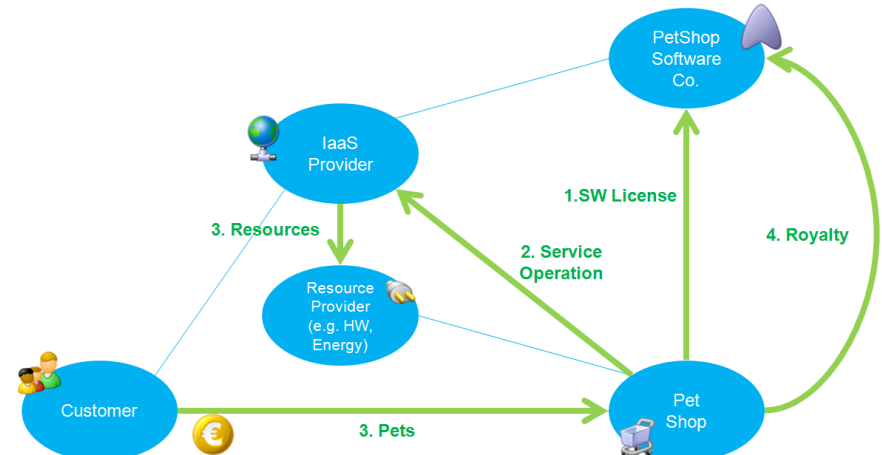 PetShop
Software
Co.
IaaS
Provider
1.SW License
3. Resources
4. Royalty
2. Service
Operation
Resource
Provider
(e.g. HW,
Energy)
Customer
Pet
Shop
3. Pets